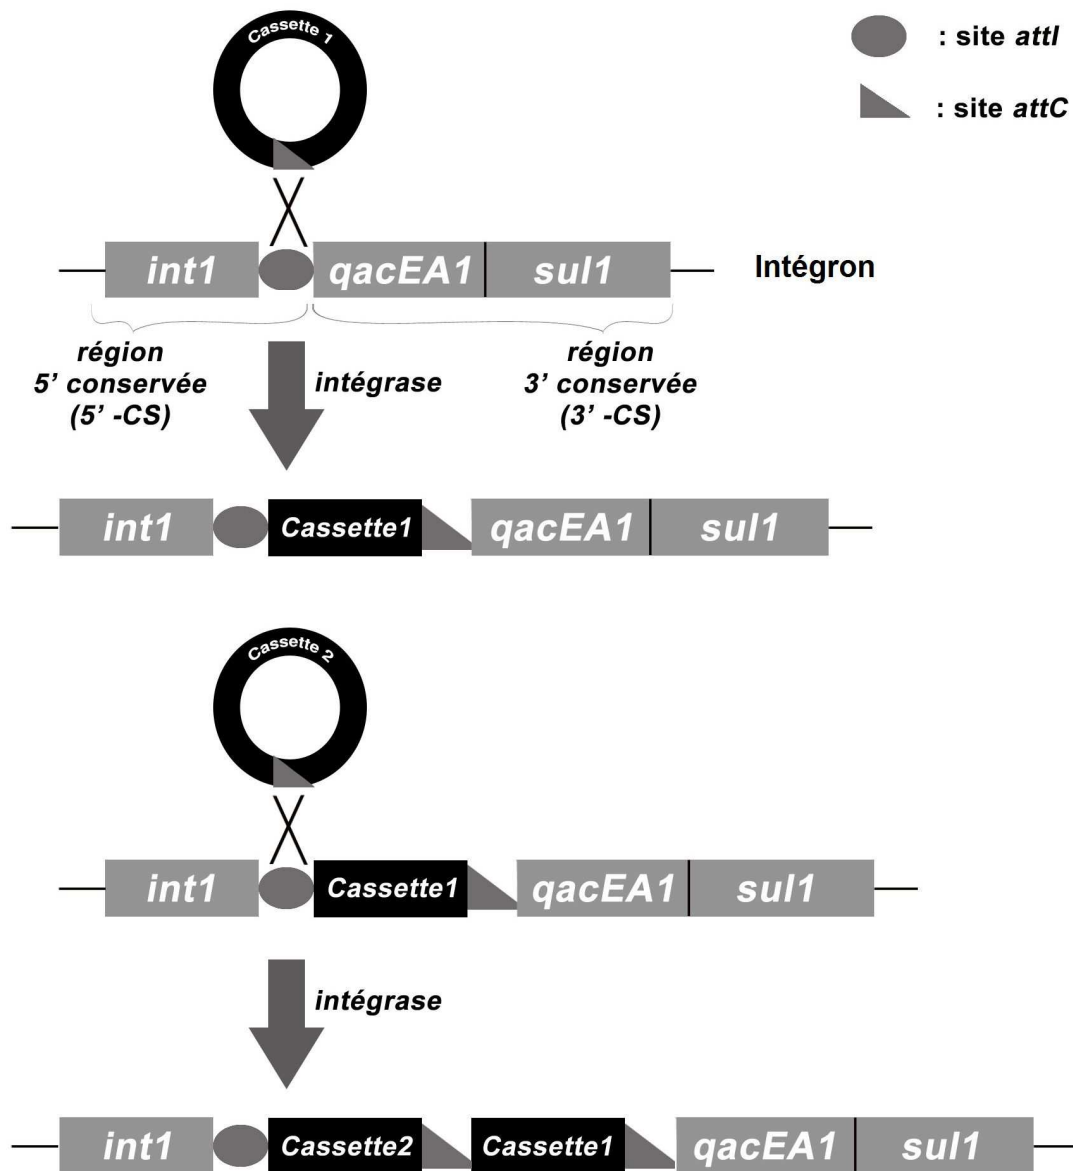 Cassette 1
: site attI
: site attC
int1 qacEA1 sul1 Intégron
région
5' conservée
(5' -CS)
intégrase
région
3' conservée
(3' -CS)
int1 Cassette1 qacEA1 sul1
Cassette 2
int1 Cassette1 qacEA1 sul1
intégrase
int1 Cassette2 Cassette1 qacEA1 sul1